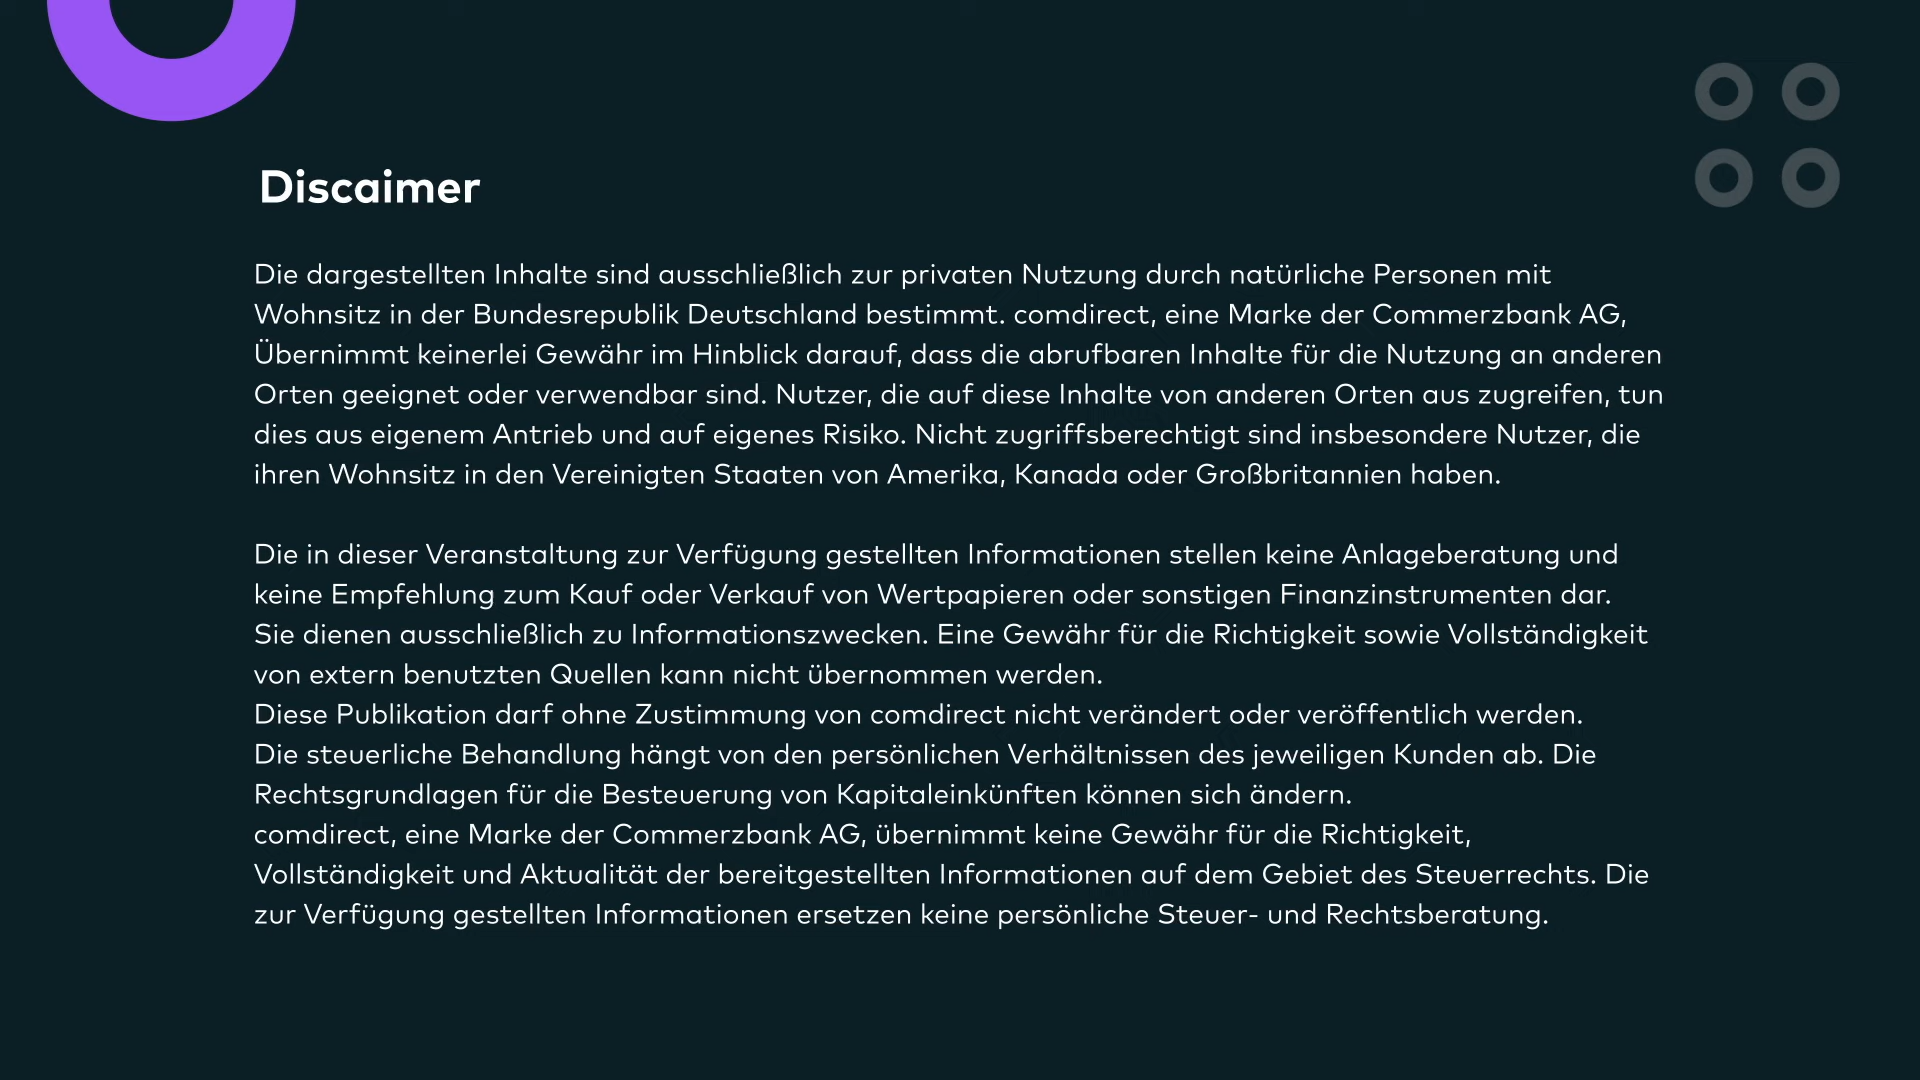 Discaimer
Die dargestellten Inhalte sind ausschließlich zur privaten Nutzung durch natürliche Personen mit
Wohnsitz in der Bundesrepublik Deutschland bestimmt. comdirect, eine Marke der Commerzbank AG,
Übernimmt keinerlei Gewähr im Hinblick darauf, dass die abrufbaren Inhalte für die Nutzung an anderen
Orten geeignet oder verwendbar sind. Nutzer, die auf diese Inhalte von anderen Orten aus zugreifen, tun
dies aus eigenem Antrieb und auf eigenes Risiko. Nicht zugriffsberechtigt sind insbesondere Nutzer, die
ihren Wohnsitz in den Vereinigten Staaten von Amerika, Kanada oder Großbritannien haben.
Die in dieser Veranstaltung zur Verfügung gestellten Informationen stellen keine Anlageberatung und
keine Empfehlung zum Kauf oder Verkauf von Wertpapieren oder sonstigen Finanzinstrumenten dar.
Sie dienen ausschließlich zu Informationszwecken. Eine Gewähr für die Richtigkeit sowie Vollständigkeit
von extern benutzten Quellen kann nicht übernommen werden.
Diese Publikation darf ohne Zustimmung von comdirect nicht verändert oder veröffentlich werden.
Die steuerliche Behandlung hängt von den persönlichen Verhältnissen des jeweiligen Kunden ab. Die
Rechtsgrundlagen für die Besteuerung von Kapitaleinkünften können sich ändern.
comdirect, eine Marke der Commerzbank AG, übernimmt keine Gewähr für die Richtigkeit,
Vollständigkeit und Aktualität der bereitgestellten Informationen auf dem Gebiet des Steuerrechts. Die
zur Verfügung gestellten Informationen ersetzen keine persönliche Steuer- und Rechtsberatung.